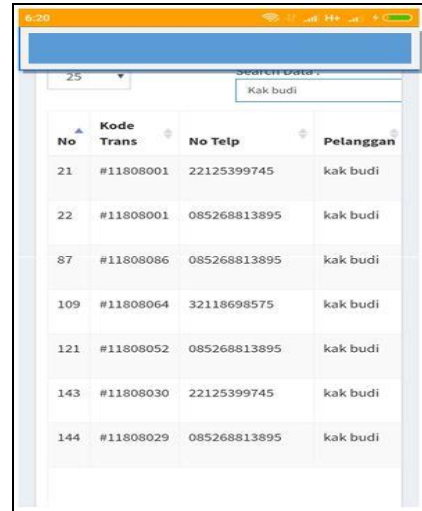 6:20 H+
25 Search Data :
Kak budi
No Kode Trans No Telp Pelanggan
21 #11808001 22125399745 kak budi
22 #11808001 085268813895 kak budi
87 #11808086 085268813895 kak budi
109 #11808064 32118698575 kak budi
121 #11808052 085268813895 kak budi
143 #11808030 22125399745 kak budi
144 #11808029 085268813895 kak budi